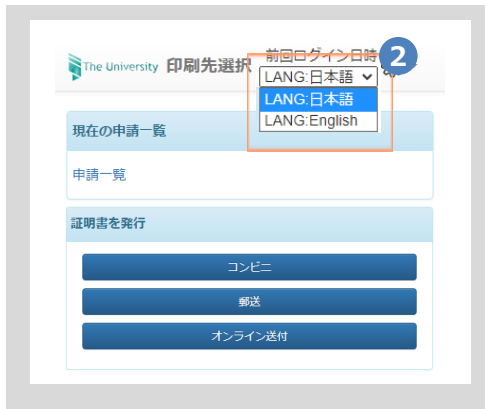 前回ログイン日時 2
The University 印刷先選択 LANG:日本語
LANG:日本語
LANG:English
現在の申請一覧
申請一覧
証明書を発行
コンビニ
郵送
オンライン送付